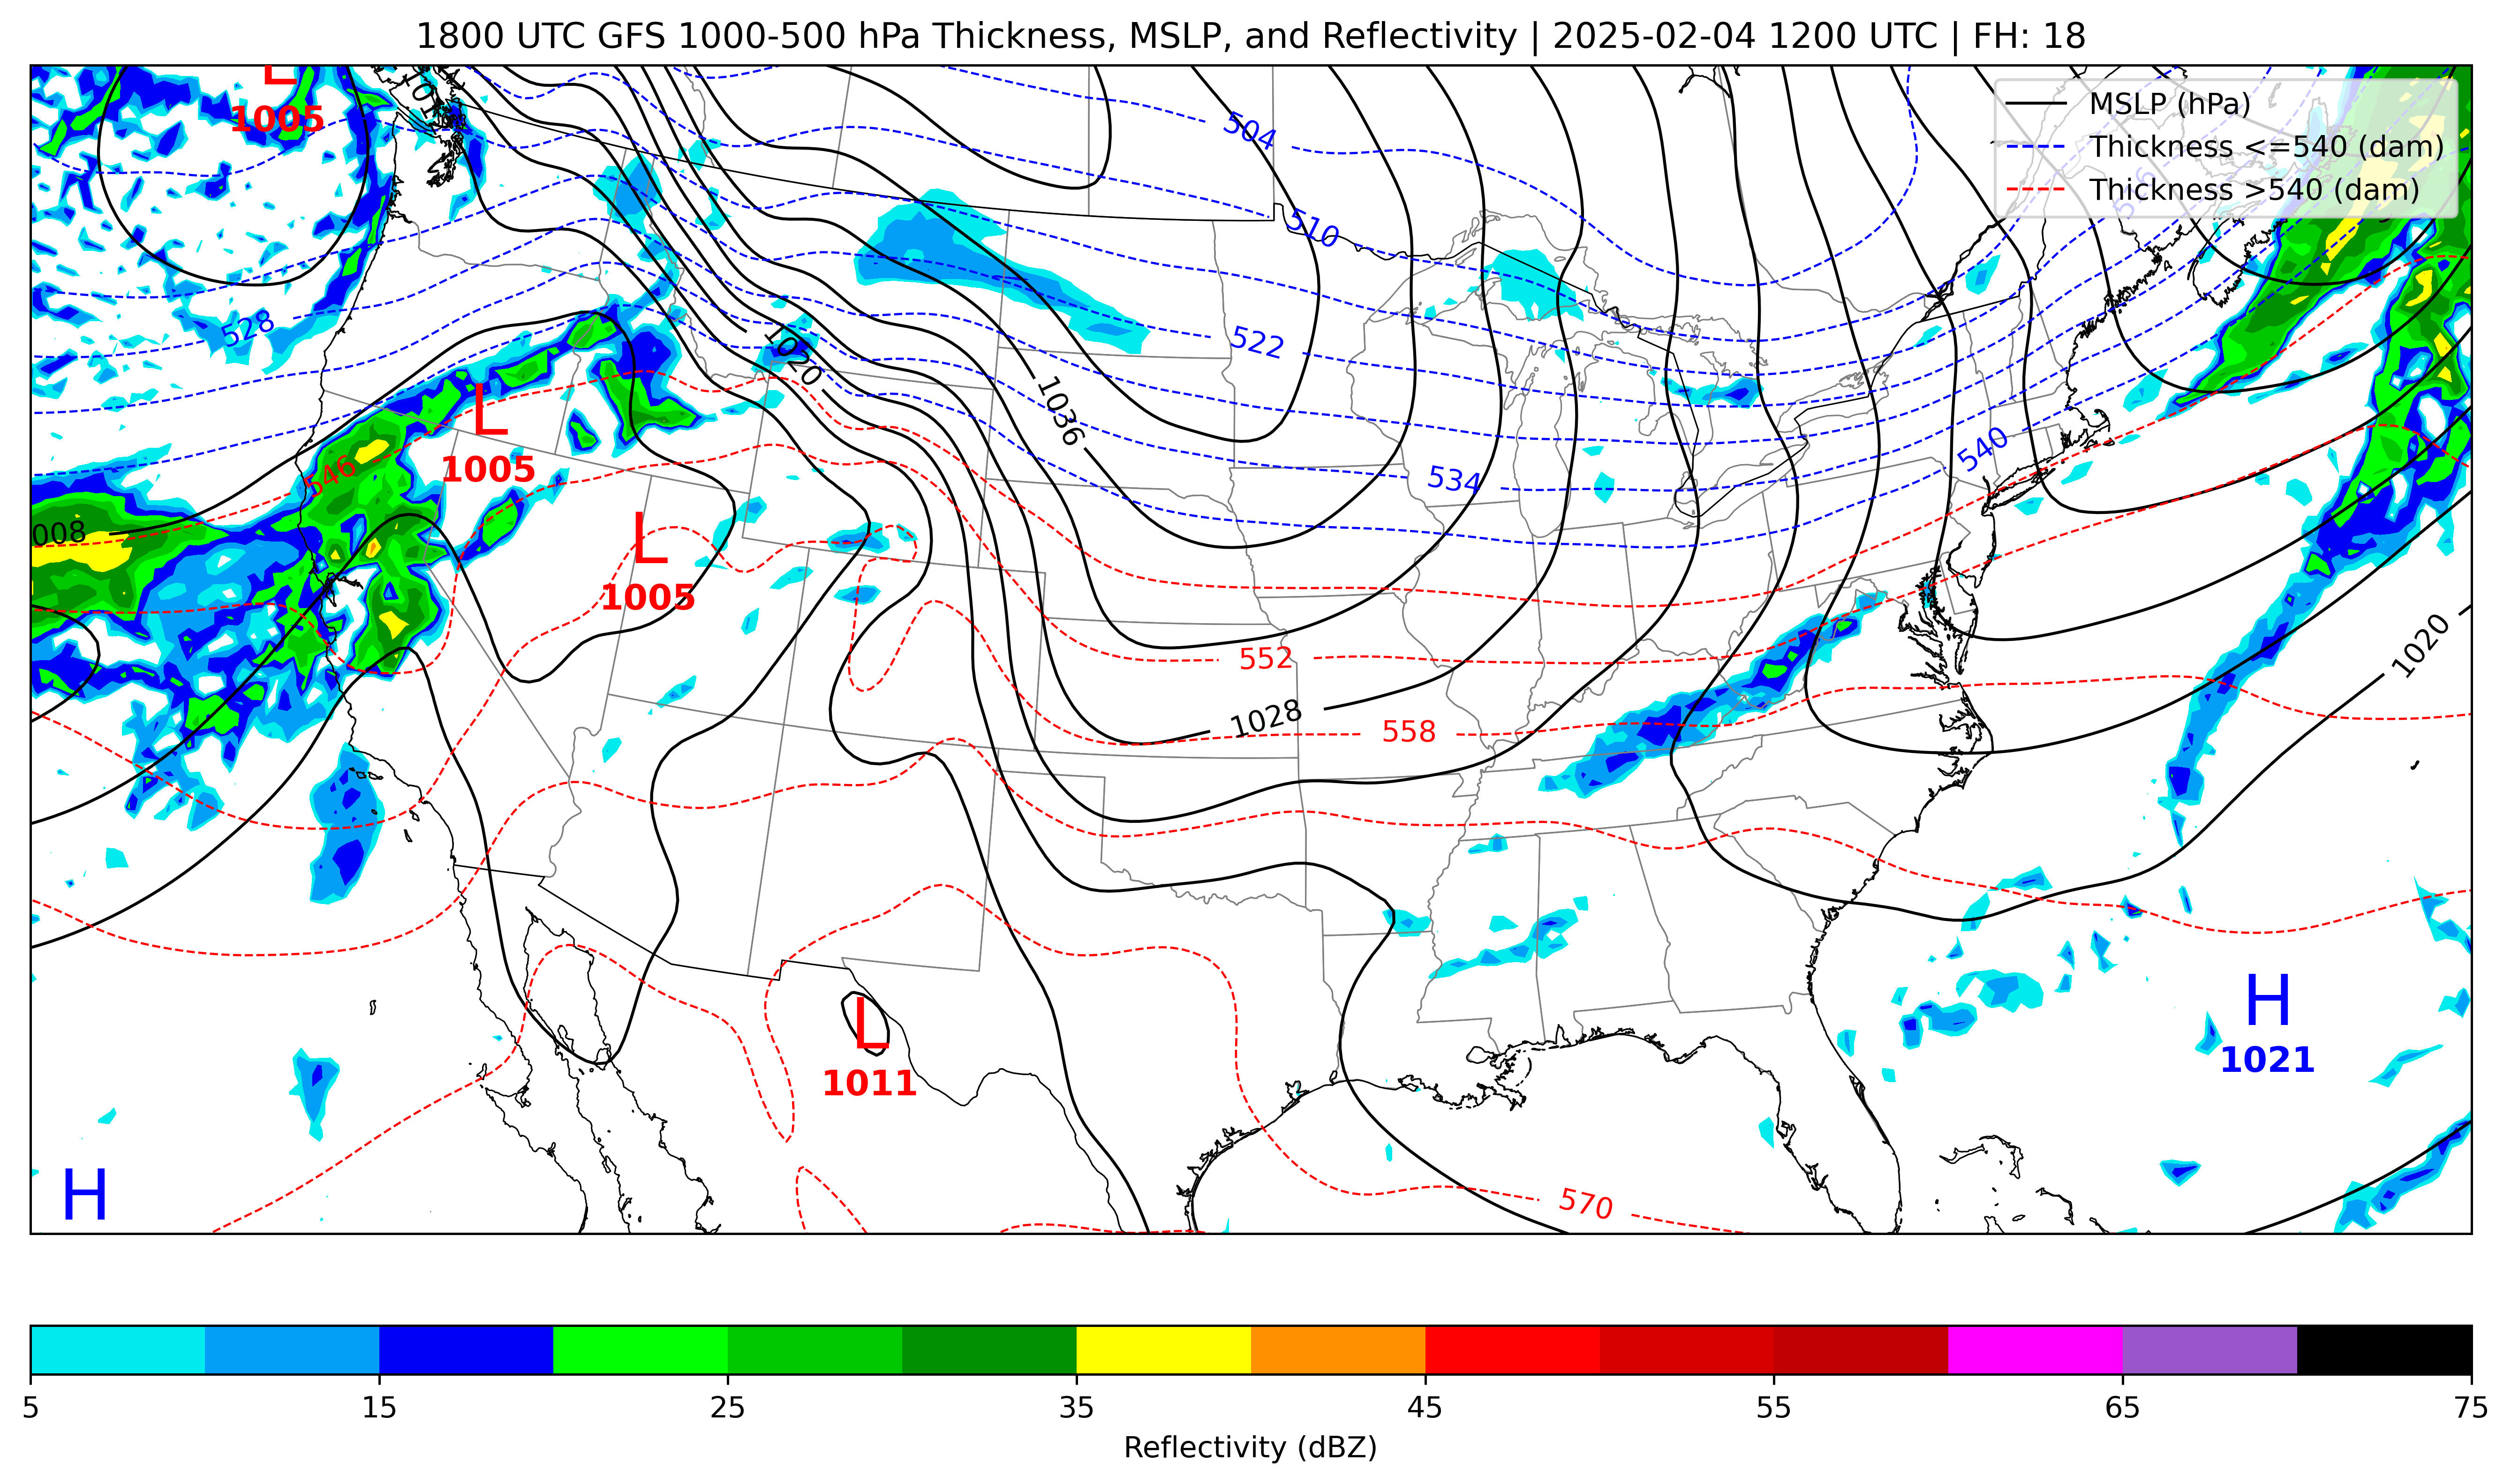 1800 UTC GFS 1000-500 hPa Thickness, MSLP, and Reflectivity | 2025-02-04 1200 UTC | FH: 18
MSLP (hPa)
Thickness <=540 (dam)
Thickness >540 (dam)
L
1005
504
510
528
522
1020
1036
L
1005
546
534
540
008
L
1005
552
1020
1028
558
L
1011
H
1021
H
570
5 15 25 35 45 55 65 75
Reflectivity (dBZ)